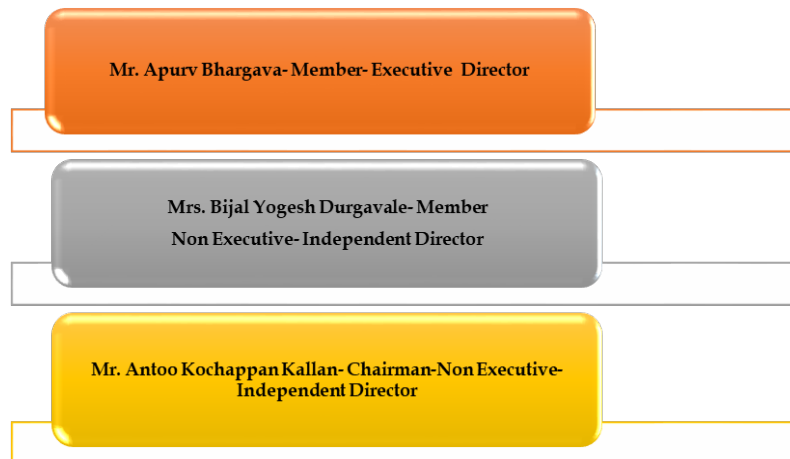 Mr. Apurv Bhargava- Member- Executive Director
Mrs. Bijal Yogesh Durgavale- Member
Non Executive- Independent Director
Mr. Antoo Kochappan Kallan- Chairman-Non Executive-
Independent Director